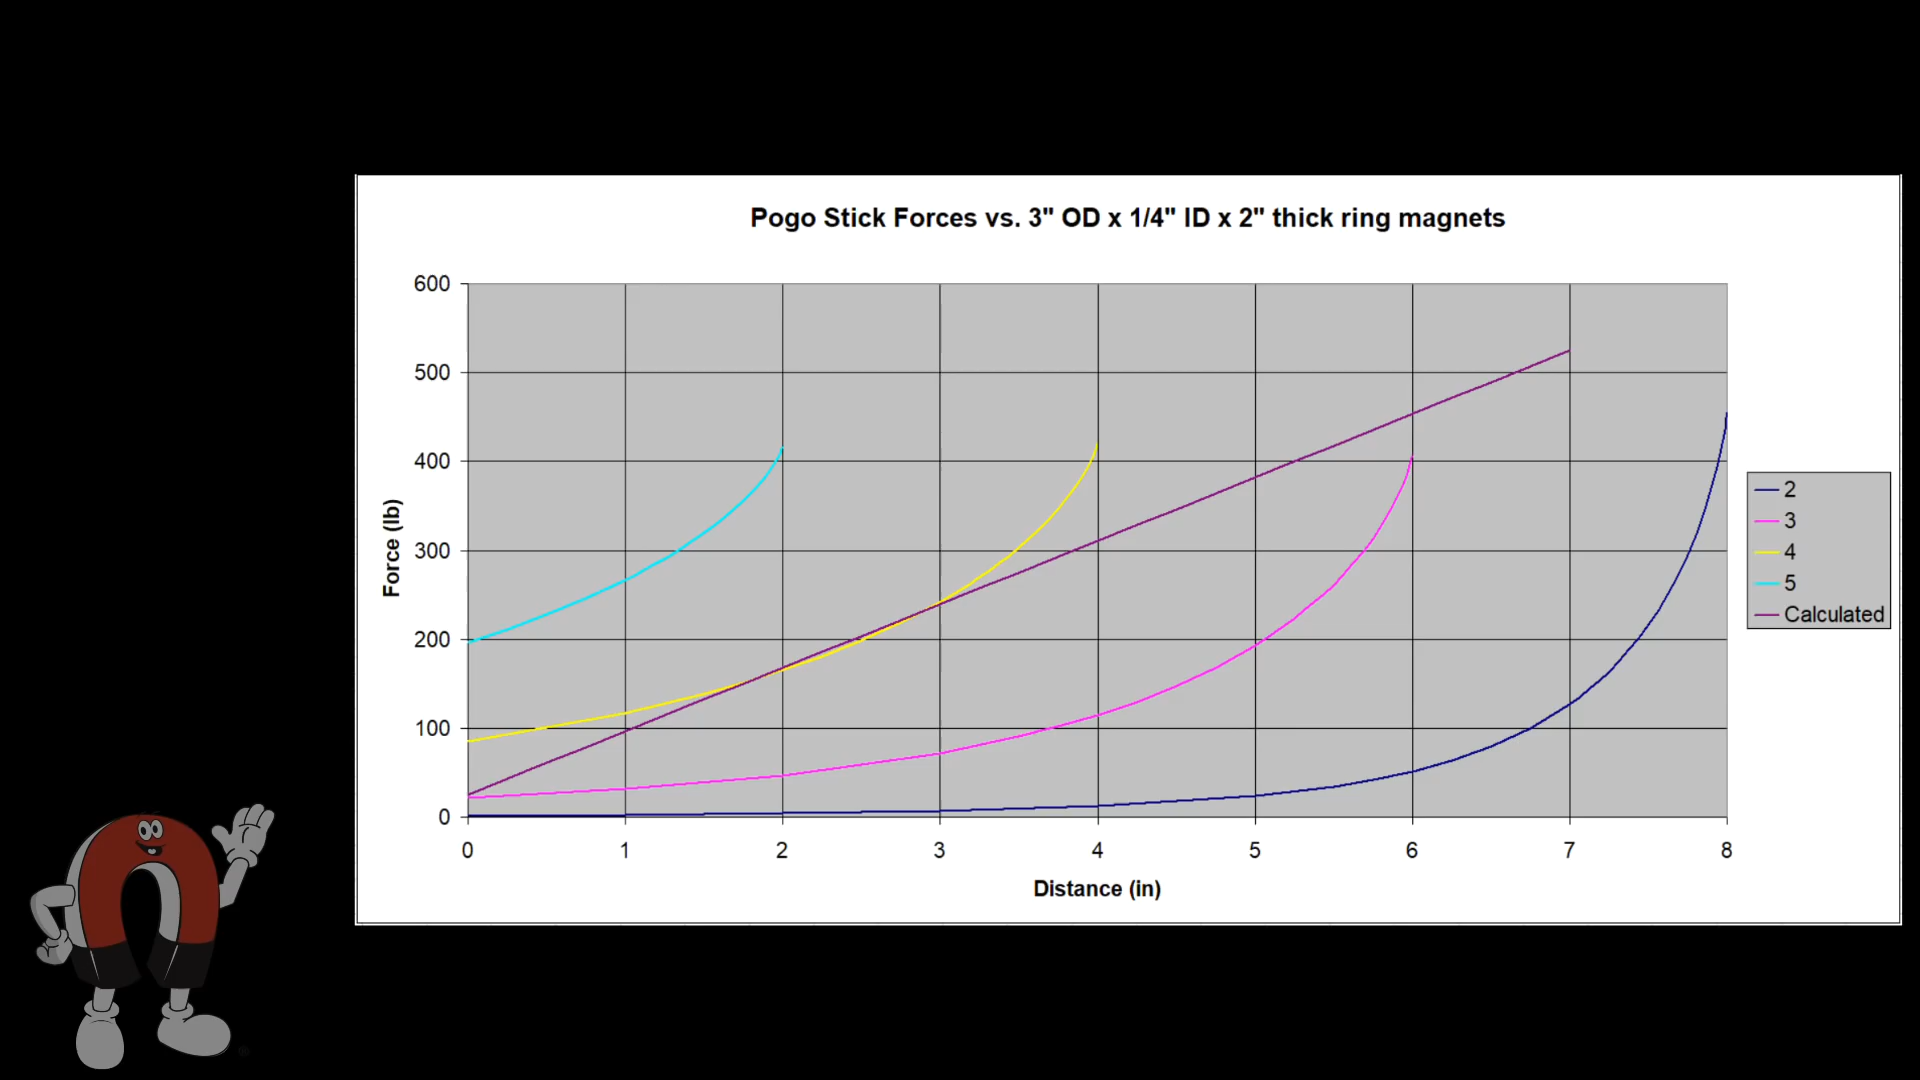 Pogo Stick Forces vs. 3" OD x 1/4" ID x 2" thick ring magnets
600
500
400
300
200
100
0
Force (lb)
0 1 2 3 4 5 6 7 8
Distance (in)
2
3
4
5
Calculated